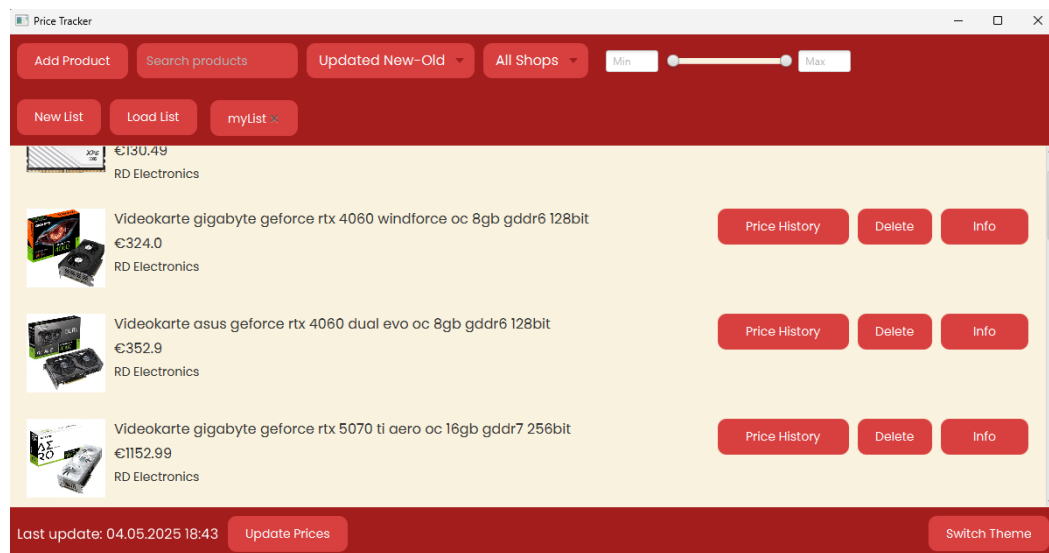 Price Tracker
Add Product
Search products
Updated New-Old
All Shops
Min
Max
New List
Load List
myList ×
€130.49
RD Electronics
Videokarte gigabyte geforce rtx 4060 windforce oc 8gb gddr6 128bit
€324.0
RD Electronics
Price History
Delete
Info
Videokarte asus geforce rtx 4060 dual evo oc 8gb gddr6 128bit
€352.9
RD Electronics
Price History
Delete
Info
Videokarte gigabyte geforce rtx 5070 ti aero oc 16gb gddr7 256bit
€1152.99
RD Electronics
Price History
Delete
Info
Last update: 04.05.2025 18:43
Update Prices
Switch Theme